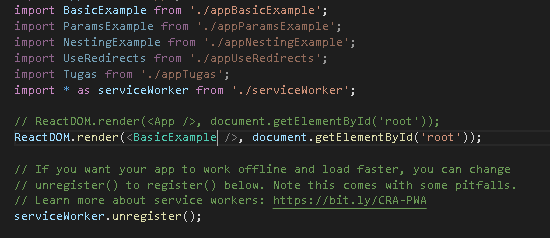 import BasicExample from './appBasicExample';
import ParamsExample from './appParamsExample';
import NestingExample from './appNestingExample';
import UseRedirects from './appUseRedirects';
import Tugas from './appTugas';
import * as serviceWorker from './serviceWorker';
// ReactDOM.render(<App />, document.getElementById('root'));
ReactDOM.render(<BasicExample />, document.getElementById('root'));
// If you want your app to work offline and load faster, you can change
// unregister() to register() below. Note this comes with some pitfalls.
// Learn more about service workers: https://bit.ly/CRA-PWA
serviceWorker.unregister();